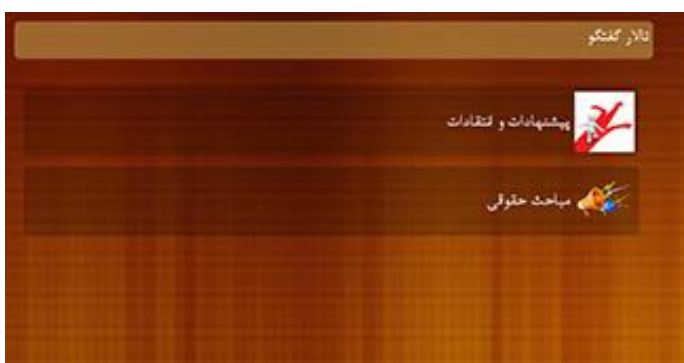 تالار گفتگو
پیشنهادات و انتقادات
مباحث حقوقی